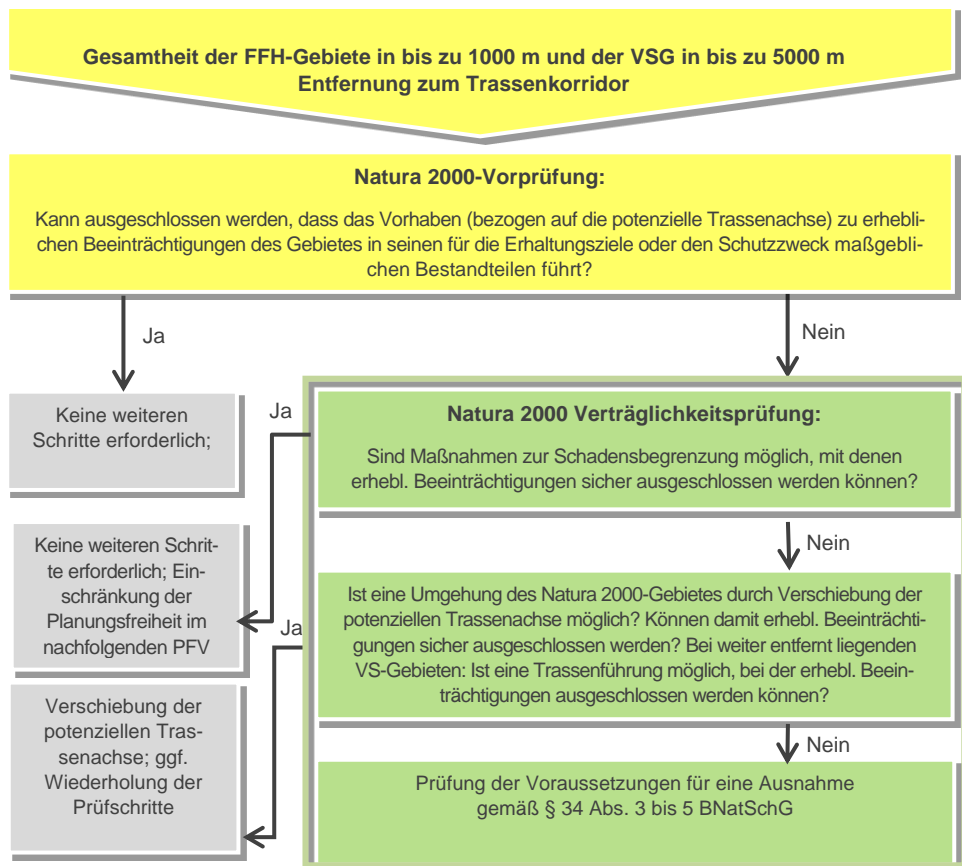 Gesamtheit der FFH-Gebiete in bis zu 1000 m und der VSG in bis zu 5000 m
Entfernung zum Trassenkorridor
Natura 2000-Vorprüfung:
Kann ausgeschlossen werden, dass das Vorhaben (bezogen auf die potenzielle Trassenachse) zu erhebli-
chen Beeinträchtigungen des Gebietes in seinen für die Erhaltungsziele oder den Schutzzweck maßgebli-
chen Bestandteilen führt?
Ja
Nein
Keine weiteren
Schritte erforderlich;
Ja
Natura 2000 Verträglichkeitsprüfung:
Sind Maßnahmen zur Schadensbegrenzung möglich, mit denen
erhebl. Beeinträchtigungen sicher ausgeschlossen werden können?
Nein
Keine weiteren Schrit-
te erforderlich; Ein-
schränkung der
Planungsfreiheit im
nachfolgenden PFV
Ja
Ist eine Umgehung des Natura 2000-Gebietes durch Verschiebung der
potenziellen Trassenachse möglich? Können damit erhebl. Beeinträchti-
gungen sicher ausgeschlossen werden? Bei weiter entfernt liegenden
VS-Gebieten: Ist eine Trassenführung möglich, bei der erhebl. Beein-
trächtigungen ausgeschlossen werden können?
Nein
Verschiebung der
potenziellen Tras-
senachse; ggf.
Wiederholung der
Prüfschritte
Prüfung der Voraussetzungen für eine Ausnahme
gemäß § 34 Abs. 3 bis 5 BNatSchG